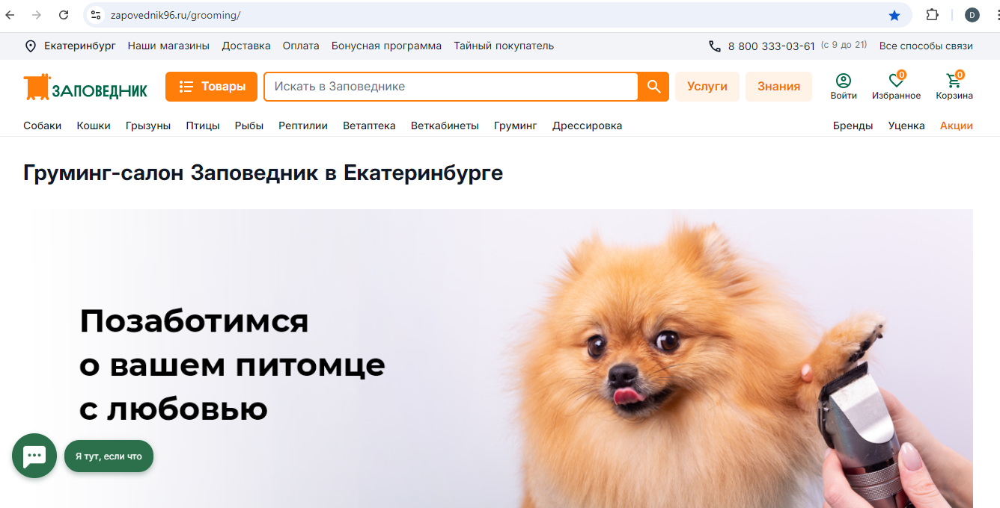 zapovednik96.ru/grooming/
D
Екатеринбург Наши магазины Доставка Оплата Бонусная программа Тайный покупатель 8 800 333-03-61 (с 9 до 21) Все способы связи
ЗАПОВЕДНИК Товары Искать в Заповеднике Услуги Знания 0 0
Войти Избранное Корзина
Собаки Кошки Грызуны Птицы Рыбы Рептилии Ветаптека Веткабинеты Груминг Дрессировка Бренды Уценка Акции
Груминг-салон Заповедник в Екатеринбурге
Позаботимся
о вашем питомце
с любовью
Я тут, если что